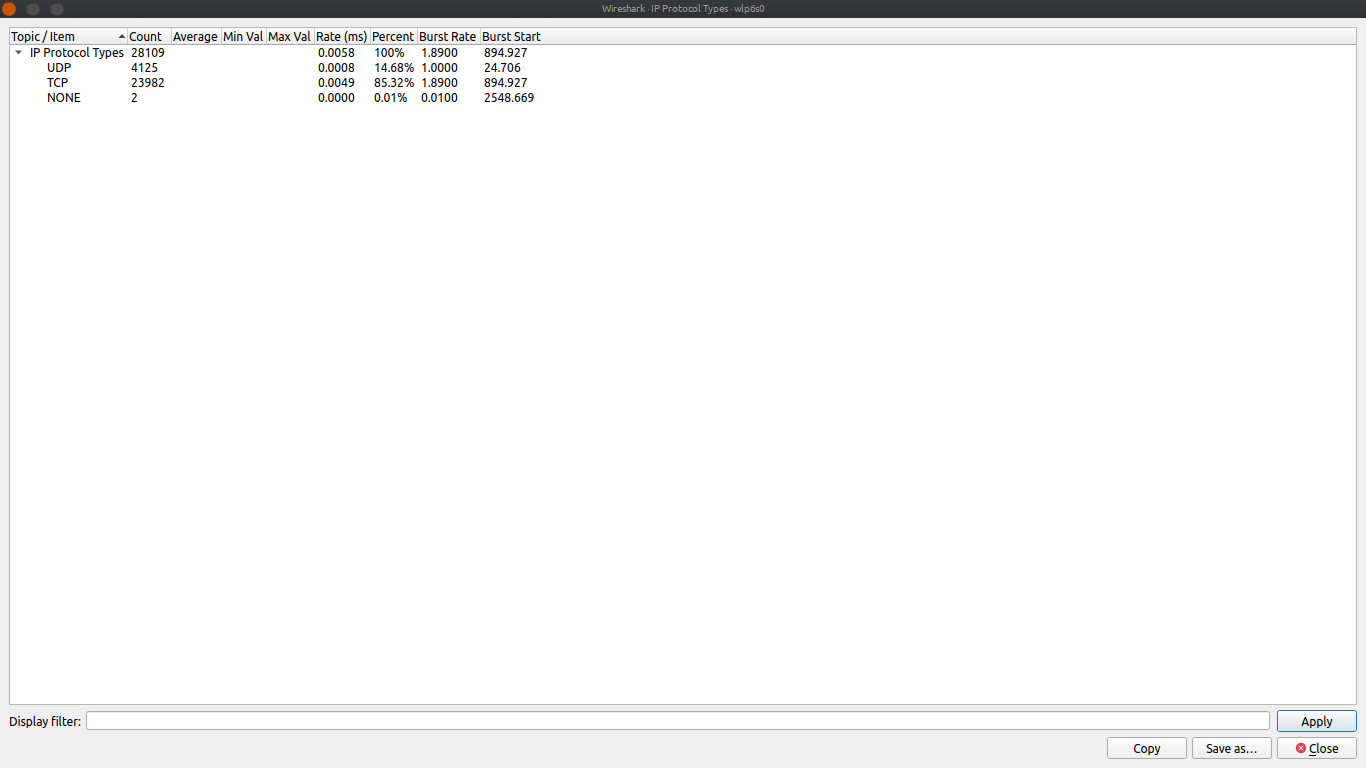 Wireshark · IP Protocol Types · wlp6s0
Topic / Item Count Average Min Val Max Val Rate (ms) Percent Burst Rate Burst Start
IP Protocol Types 28109 0.0058 100% 1.8900 894.927
UDP 4125 0.0008 14.68% 1.0000 24.706
TCP 23982 0.0049 85.32% 1.8900 894.927
NONE 2 0.0000 0.01% 0.0100 2548.669
Display filter: Apply
Copy Save as... Close